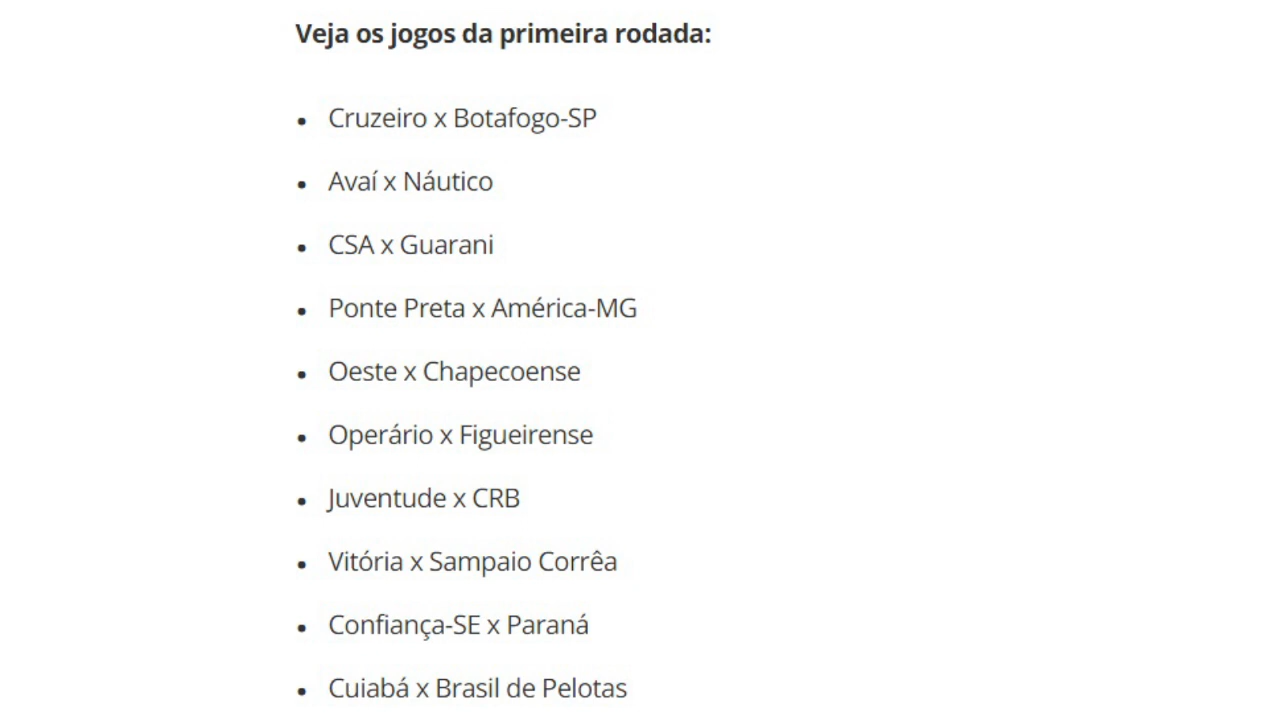 Veja os jogos da primeira rodada:
• Cruzeiro x Botafogo-SP
• Avaí x Náutico
• CSA x Guarani
• Ponte Preta x América-MG
• Oeste x Chapecoense
• Operário x Figueirense
• Juventude x CRB
• Vitória x Sampaio Corrêa
• Confiança-SE x Paraná
• Cuiabá x Brasil de Pelotas